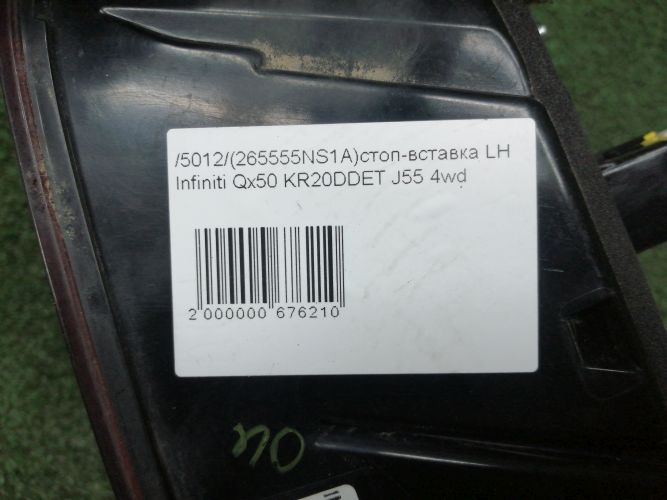 /5012/(265555NS1A)стоп-вставка LH
Infiniti Qx50 KR20DDET J55 4wd
2 000000 676210